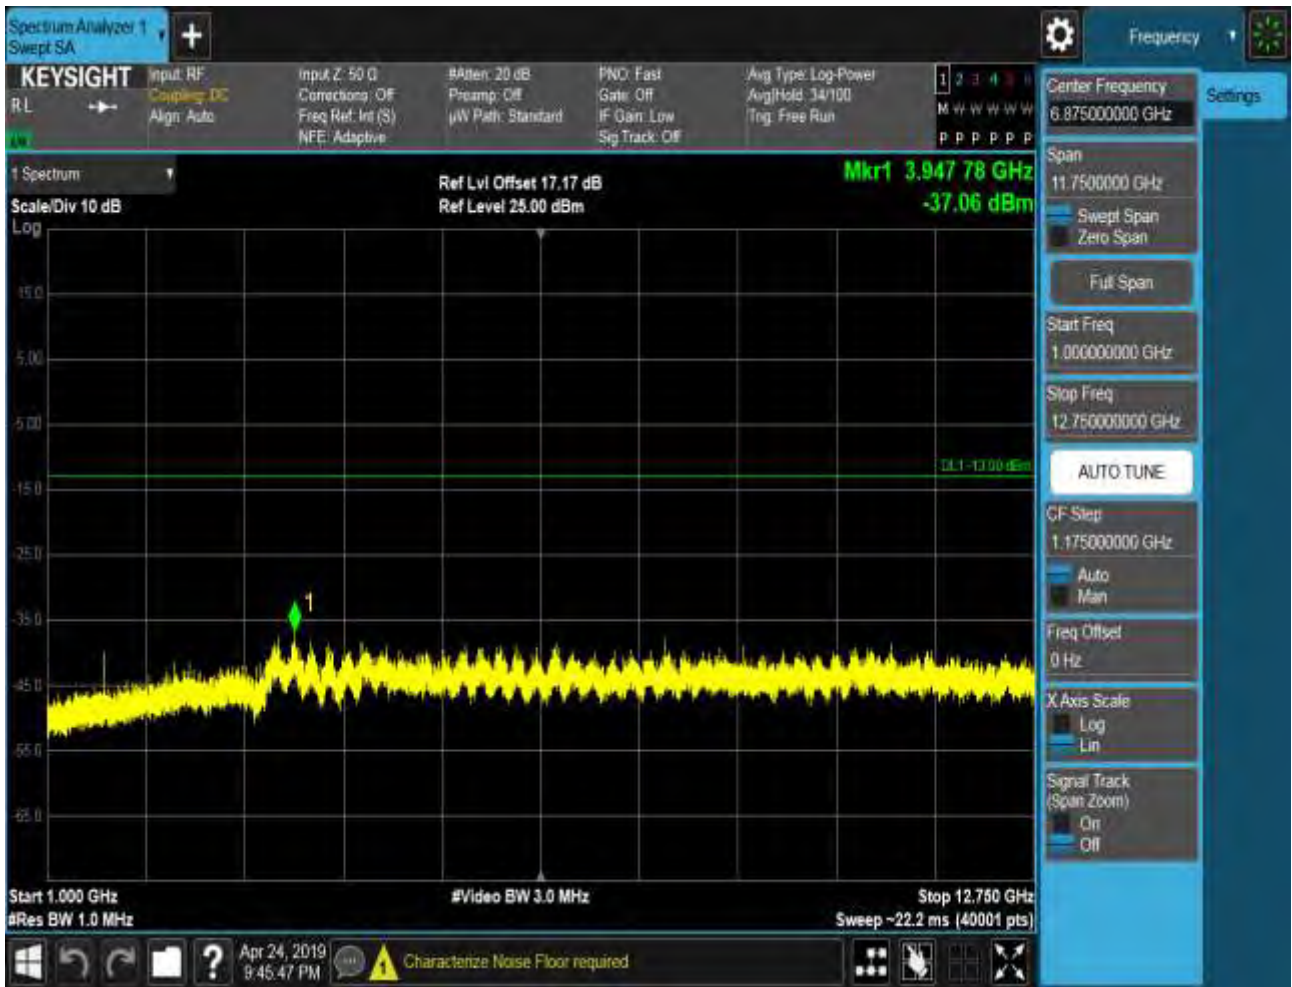 Spectrum Analyzer 1
Swept SA
Frequency
KEYSIGHT
R L
Input: RF
Coupling: DC
Align: Auto
Input Z: 50 Ω
Corrections: Off
Freq Ref: Int (S)
NFE: Adaptive
#Atten: 20 dB
Preamp: Off
µW Path: Standard
PNO: Fast
Gate: Off
IF Gain: Low
Sig Track: Off
Avg Type: Log-Power
Avg|Hold: 34/100
Trig: Free Run
1 2 3 4 5 6
M W W W W W
P P P P P P
1 Spectrum
Scale/Div 10 dB
Log
Ref Lvl Offset 17.17 dB
Ref Level 25.00 dBm
Mkr1 3.947 78 GHz
-37.06 dBm
15.0
5.00
-5.00
DL1 -13.00 dBm
-15.0
-25.0
1
-35.0
-45.0
-55.0
-65.0
Start 1.000 GHz
#Res BW 1.0 MHz
#Video BW 3.0 MHz
Stop 12.750 GHz
Sweep ~22.2 ms (40001 pts)
Center Frequency
6.875000000 GHz
Settings
Span
11.7500000 GHz
Swept Span
Zero Span
Full Span
Start Freq
1.000000000 GHz
Stop Freq
12.750000000 GHz
AUTO TUNE
CF Step
1.175000000 GHz
Auto
Man
Freq Offset
0 Hz
X Axis Scale
Log
Lin
Signal Track
(Span Zoom)
On
Off
?
Apr 24, 2019
9:45:47 PM
Characterize Noise Floor required